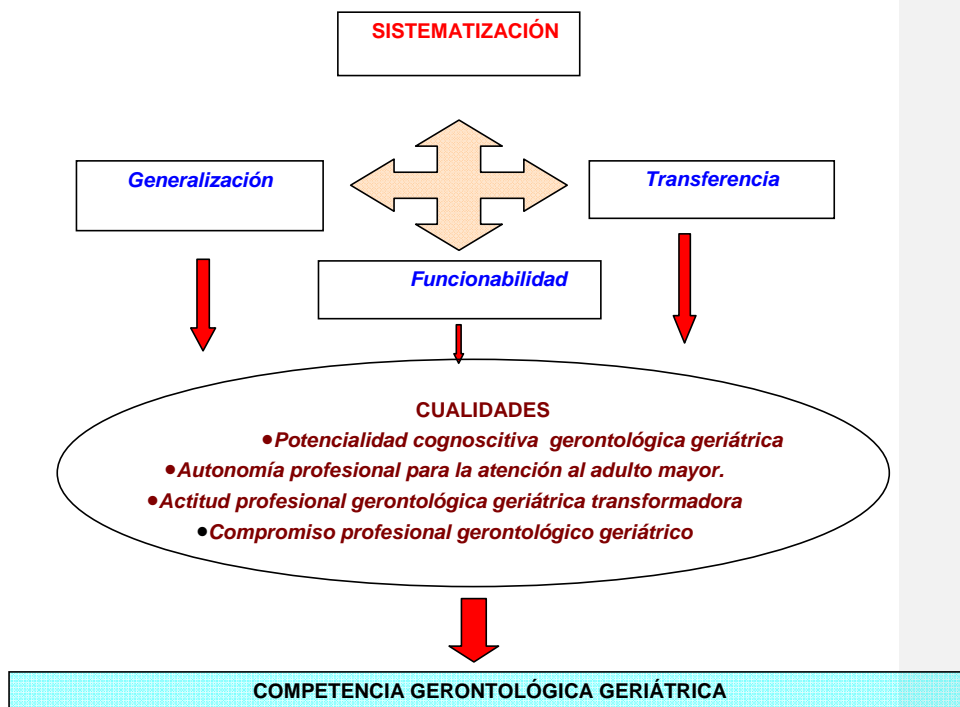 SISTEMATIZACIÓN
Generalización
Transferencia
Funcionabilidad
CUALIDADES
•Potencialidad cognoscitiva gerontológica geriátrica
•Autonomía profesional para la atención al adulto mayor.
•Actitud profesional gerontológica geriátrica transformadora
•Compromiso profesional gerontológico geriátrico
COMPETENCIA GERONTOLÓGICA GERIÁTRICA